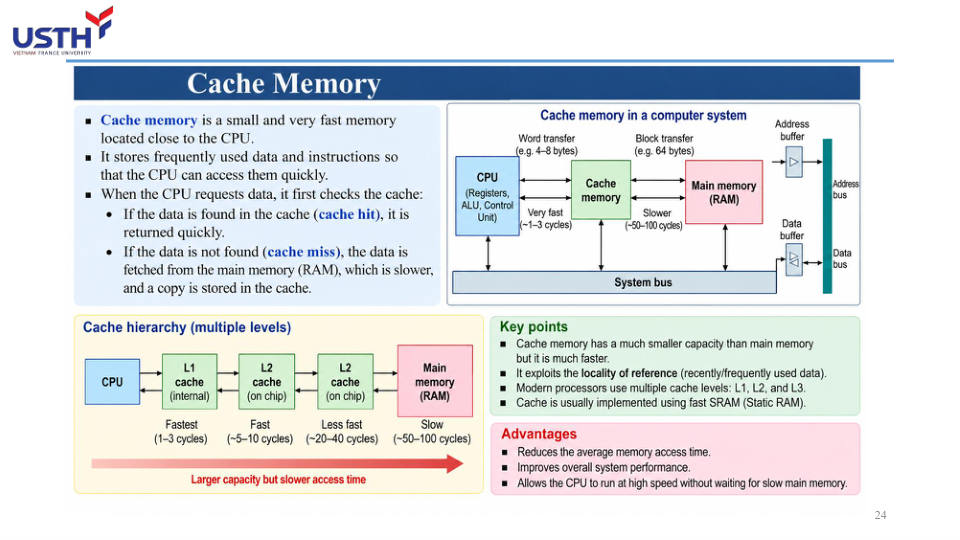 USTH
VIETNAM FRANCE UNIVERSITY
Cache Memory
▪ Cache memory is a small and very fast memory
located close to the CPU.
▪ It stores frequently used data and instructions so
that the CPU can access them quickly.
▪ When the CPU requests data, it first checks the cache:
• If the data is found in the cache (cache hit), it is
returned quickly.
• If the data is not found (cache miss), the data is
fetched from the main memory (RAM), which is slower,
and a copy is stored in the cache.
Cache memory in a computer system
Word transfer
(e.g. 4–8 bytes)
Block transfer
(e.g. 64 bytes)
Address
buffer
CPU
(Registers,
ALU, Control
Unit)
Cache
memory
Main memory
(RAM)
Very fast
(~1–3 cycles)
Slower
(~50–100 cycles)
Address
bus
Data
buffer
Data
bus
System bus
Cache hierarchy (multiple levels)
CPU
L1
cache
(internal)
L2
cache
(on chip)
L2
cache
(on chip)
Main
memory
(RAM)
Fastest
(1–3 cycles)
Fast
(~5–10 cycles)
Less fast
(~20–40 cycles)
Slow
(~50–100 cycles)
Larger capacity but slower access time
Key points
▪ Cache memory has a much smaller capacity than main memory
but it is much faster.
▪ It exploits the locality of reference (recently/frequently used data).
▪ Modern processors use multiple cache levels: L1, L2, and L3.
▪ Cache is usually implemented using fast SRAM (Static RAM).
Advantages
▪ Reduces the average memory access time.
▪ Improves overall system performance.
▪ Allows the CPU to run at high speed without waiting for slow main memory.
24